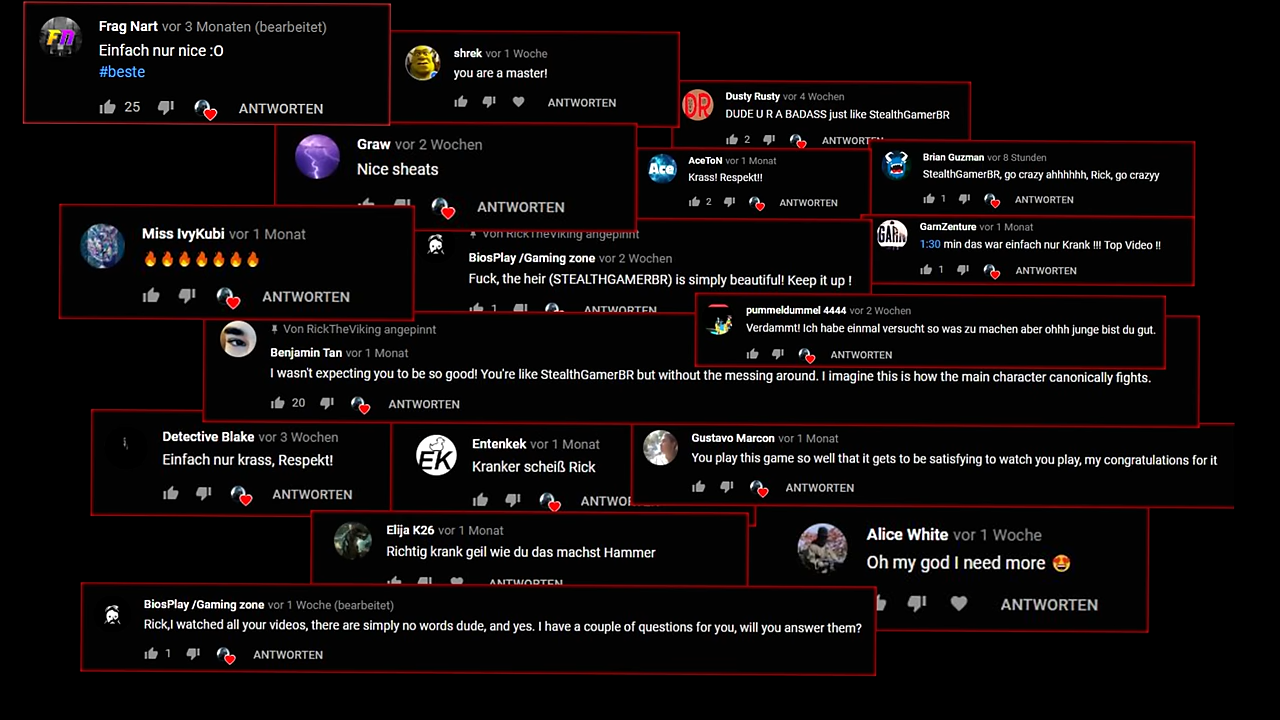 Frag Nart vor 3 Monaten (bearbeitet)
Einfach nur nice :O
#beste
25 ANTWORTEN
shrek vor 1 Woche
you are a master!
ANTWORTEN
Dusty Rusty vor 4 Wochen
DUDE U R A BADASS just like StealthGamerBR
2 ANTWORTEN
Graw vor 2 Wochen
Nice sheats
ANTWORTEN
AceToN vor 1 Monat
Krass! Respekt!!
2 ANTWORTEN
Brian Guzman vor 8 Stunden
StealthGamerBR, go crazy ahhhhhh, Rick, go crazyy
1 ANTWORTEN
Miss IvyKubi vor 1 Monat
🔥🔥🔥🔥🔥🔥🔥
ANTWORTEN
Von RickTheViking angepinnt
BiosPlay /Gaming zone vor 2 Wochen
Fuck, the heir (STEALTHGAMERBR) is simply beautiful! Keep it up !
1 ANTWORTEN
GarnZenture vor 1 Monat
1:30 min das war einfach nur Krank !!! Top Video !!
1 ANTWORTEN
pummeldummel 4444 vor 2 Wochen
Verdammt! Ich habe einmal versucht so was zu machen aber ohhh junge bist du gut.
ANTWORTEN
Von RickTheViking angepinnt
Benjamin Tan vor 1 Monat
I wasn't expecting you to be so good! You're like StealthGamerBR but without the messing around. I imagine this is how the main character canonically fights.
20 ANTWORTEN
Detective Blake vor 3 Wochen
Einfach nur krass, Respekt!
ANTWORTEN
Entenkek vor 1 Monat
Kranker scheiß Rick
ANTWOR
Gustavo Marcon vor 1 Monat
You play this game so well that it gets to be satisfying to watch you play, my congratulations for it
ANTWORTEN
Elija K26 vor 1 Monat
Richtig krank geil wie du das machst Hammer
ANTWORTEN
Alice White vor 1 Woche
Oh my god I need more 🤩
ANTWORTEN
BiosPlay /Gaming zone vor 1 Woche (bearbeitet)
Rick,I watched all your videos, there are simply no words dude, and yes. I have a couple of questions for you, will you answer them?
1 ANTWORTEN
FN
DR
Ace
GARN
EK